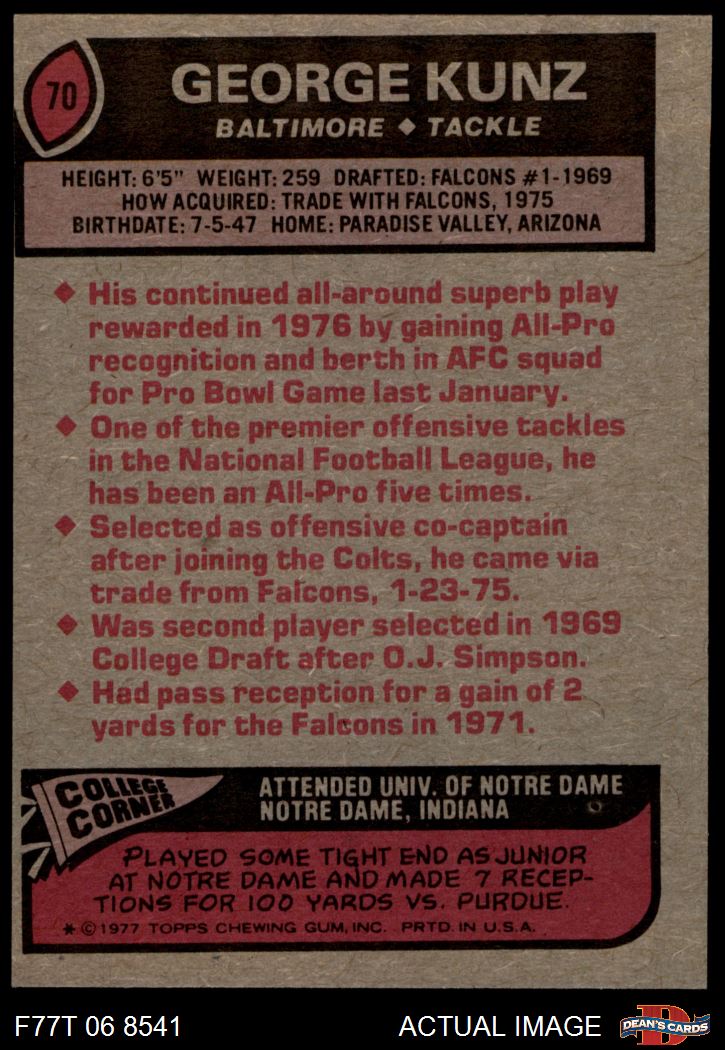 70
GEORGE KUNZ
BALTIMORE ◆ TACKLE
HEIGHT: 6'5" WEIGHT: 259 DRAFTED: FALCONS #1-1969
HOW ACQUIRED: TRADE WITH FALCONS, 1975
BIRTHDATE: 7-5-47 HOME: PARADISE VALLEY, ARIZONA
◆ His continued all-around superb play
rewarded in 1976 by gaining All-Pro
recognition and berth in AFC squad
for Pro Bowl Game last January.
◆ One of the premier offensive tackles
in the National Football League, he
has been an All-Pro five times.
◆ Selected as offensive co-captain
after joining the Colts, he came via
trade from Falcons, 1-23-75.
◆ Was second player selected in 1969
College Draft after O.J. Simpson.
◆ Had pass reception for a gain of 2
yards for the Falcons in 1971.
COLLEGE
CORNER
ATTENDED UNIV. OF NOTRE DAME
NOTRE DAME, INDIANA
PLAYED SOME TIGHT END AS JUNIOR
AT NOTRE DAME AND MADE 7 RECEP-
TIONS FOR 100 YARDS VS. PURDUE.
* © 1977 TOPPS CHEWING GUM, INC. PRTD. IN U.S.A.
F77T 06 8541
ACTUAL IMAGE
D
DEAN'S CARDS